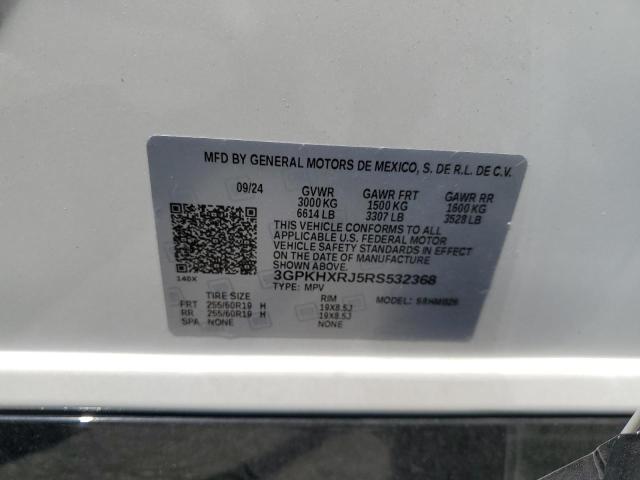 MFD BY GENERAL MOTORS DE MEXICO, S. DE R.L. DE C.V.
09/24 GVWR GAWR FRT GAWR RR
3000 KG 1500 KG 1600 KG
6614 LB 3307 LB 3528 LB
THIS VEHICLE CONFORMS TO ALL
APPLICABLE U.S. FEDERAL MOTOR
VEHICLE SAFETY STANDARDS IN EFFECT
ON THE DATE OF MANUFACTURE
SHOWN ABOVE.
140X 3GPKHXRJ5RS532368
TYPE: MPV MODEL:
TIRE SIZE RIM
FRT 255/60R19 H 19X8.5J
RR 255/60R19 H 19X8.5J
SPA NONE NONE